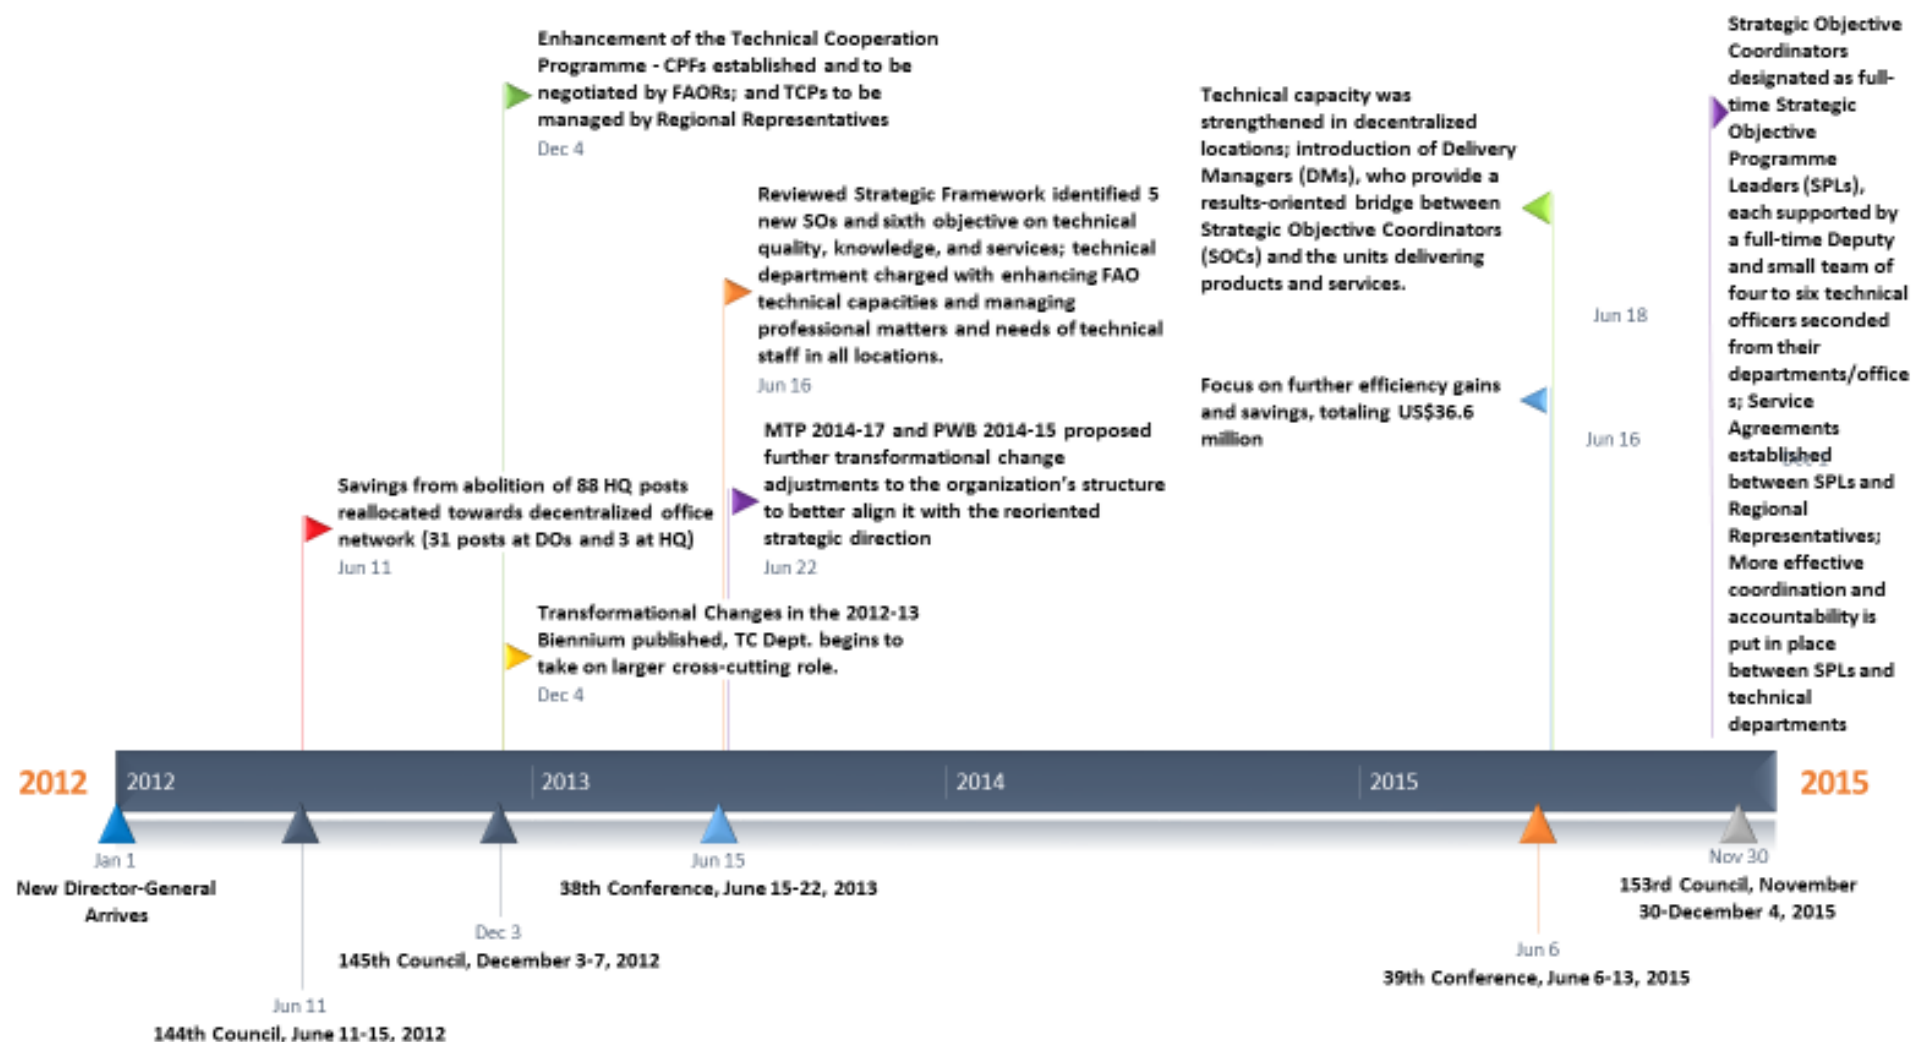 Enhancement of the Technical Cooperation
Programme - CPFs established and to be
negotiated by FAORs; and TCPs to be
managed by Regional Representatives
Dec 4
Reviewed Strategic Framework identified 5
new SOs and sixth objective on technical
quality, knowledge, and services; technical
department charged with enhancing FAO
technical capacities and managing
professional matters and needs of technical
staff in all locations.
Jun 16
Savings from abolition of 88 HQ posts
reallocated towards decentralized office
network (31 posts at DOs and 3 at HQ)
Jun 11
MTP 2014-17 and PWB 2014-15 proposed
further transformational change
adjustments to the organization's structure
to better align it with the reoriented
strategic direction
Jun 22
Transformational Changes in the 2012-13
Biennium published, TC Dept. begins to
take on larger cross-cutting role.
Dec 4
Technical capacity was
strengthened in decentralized
locations; introduction of Delivery
Managers (DMs), who provide a
results-oriented bridge between
Strategic Objective Coordinators
(SOCs) and the units delivering
products and services.
Jun 18
Focus on further efficiency gains
and savings, totaling US$36.6
million
Jun 16
Strategic Objective
Coordinators
designated as full-
time Strategic
Objective
Programme
Leaders (SPLs),
each supported by
a full-time Deputy
and small team of
four to six technical
officers seconded
from their
departments/office
s; Service
Agreements
established
between SPLs and
Regional
Representatives;
More effective
coordination and
accountability is
put in place
between SPLs and
technical
departments
2012
2012
2013
2014
2015
2015
Jan 1
New Director-General
Arrives
Jun 11
144th Council, June 11-15, 2012
Dec 3
145th Council, December 3-7, 2012
Jun 15
38th Conference, June 15-22, 2013
Jun 6
39th Conference, June 6-13, 2015
Nov 30
153rd Council, November
30-December 4, 2015